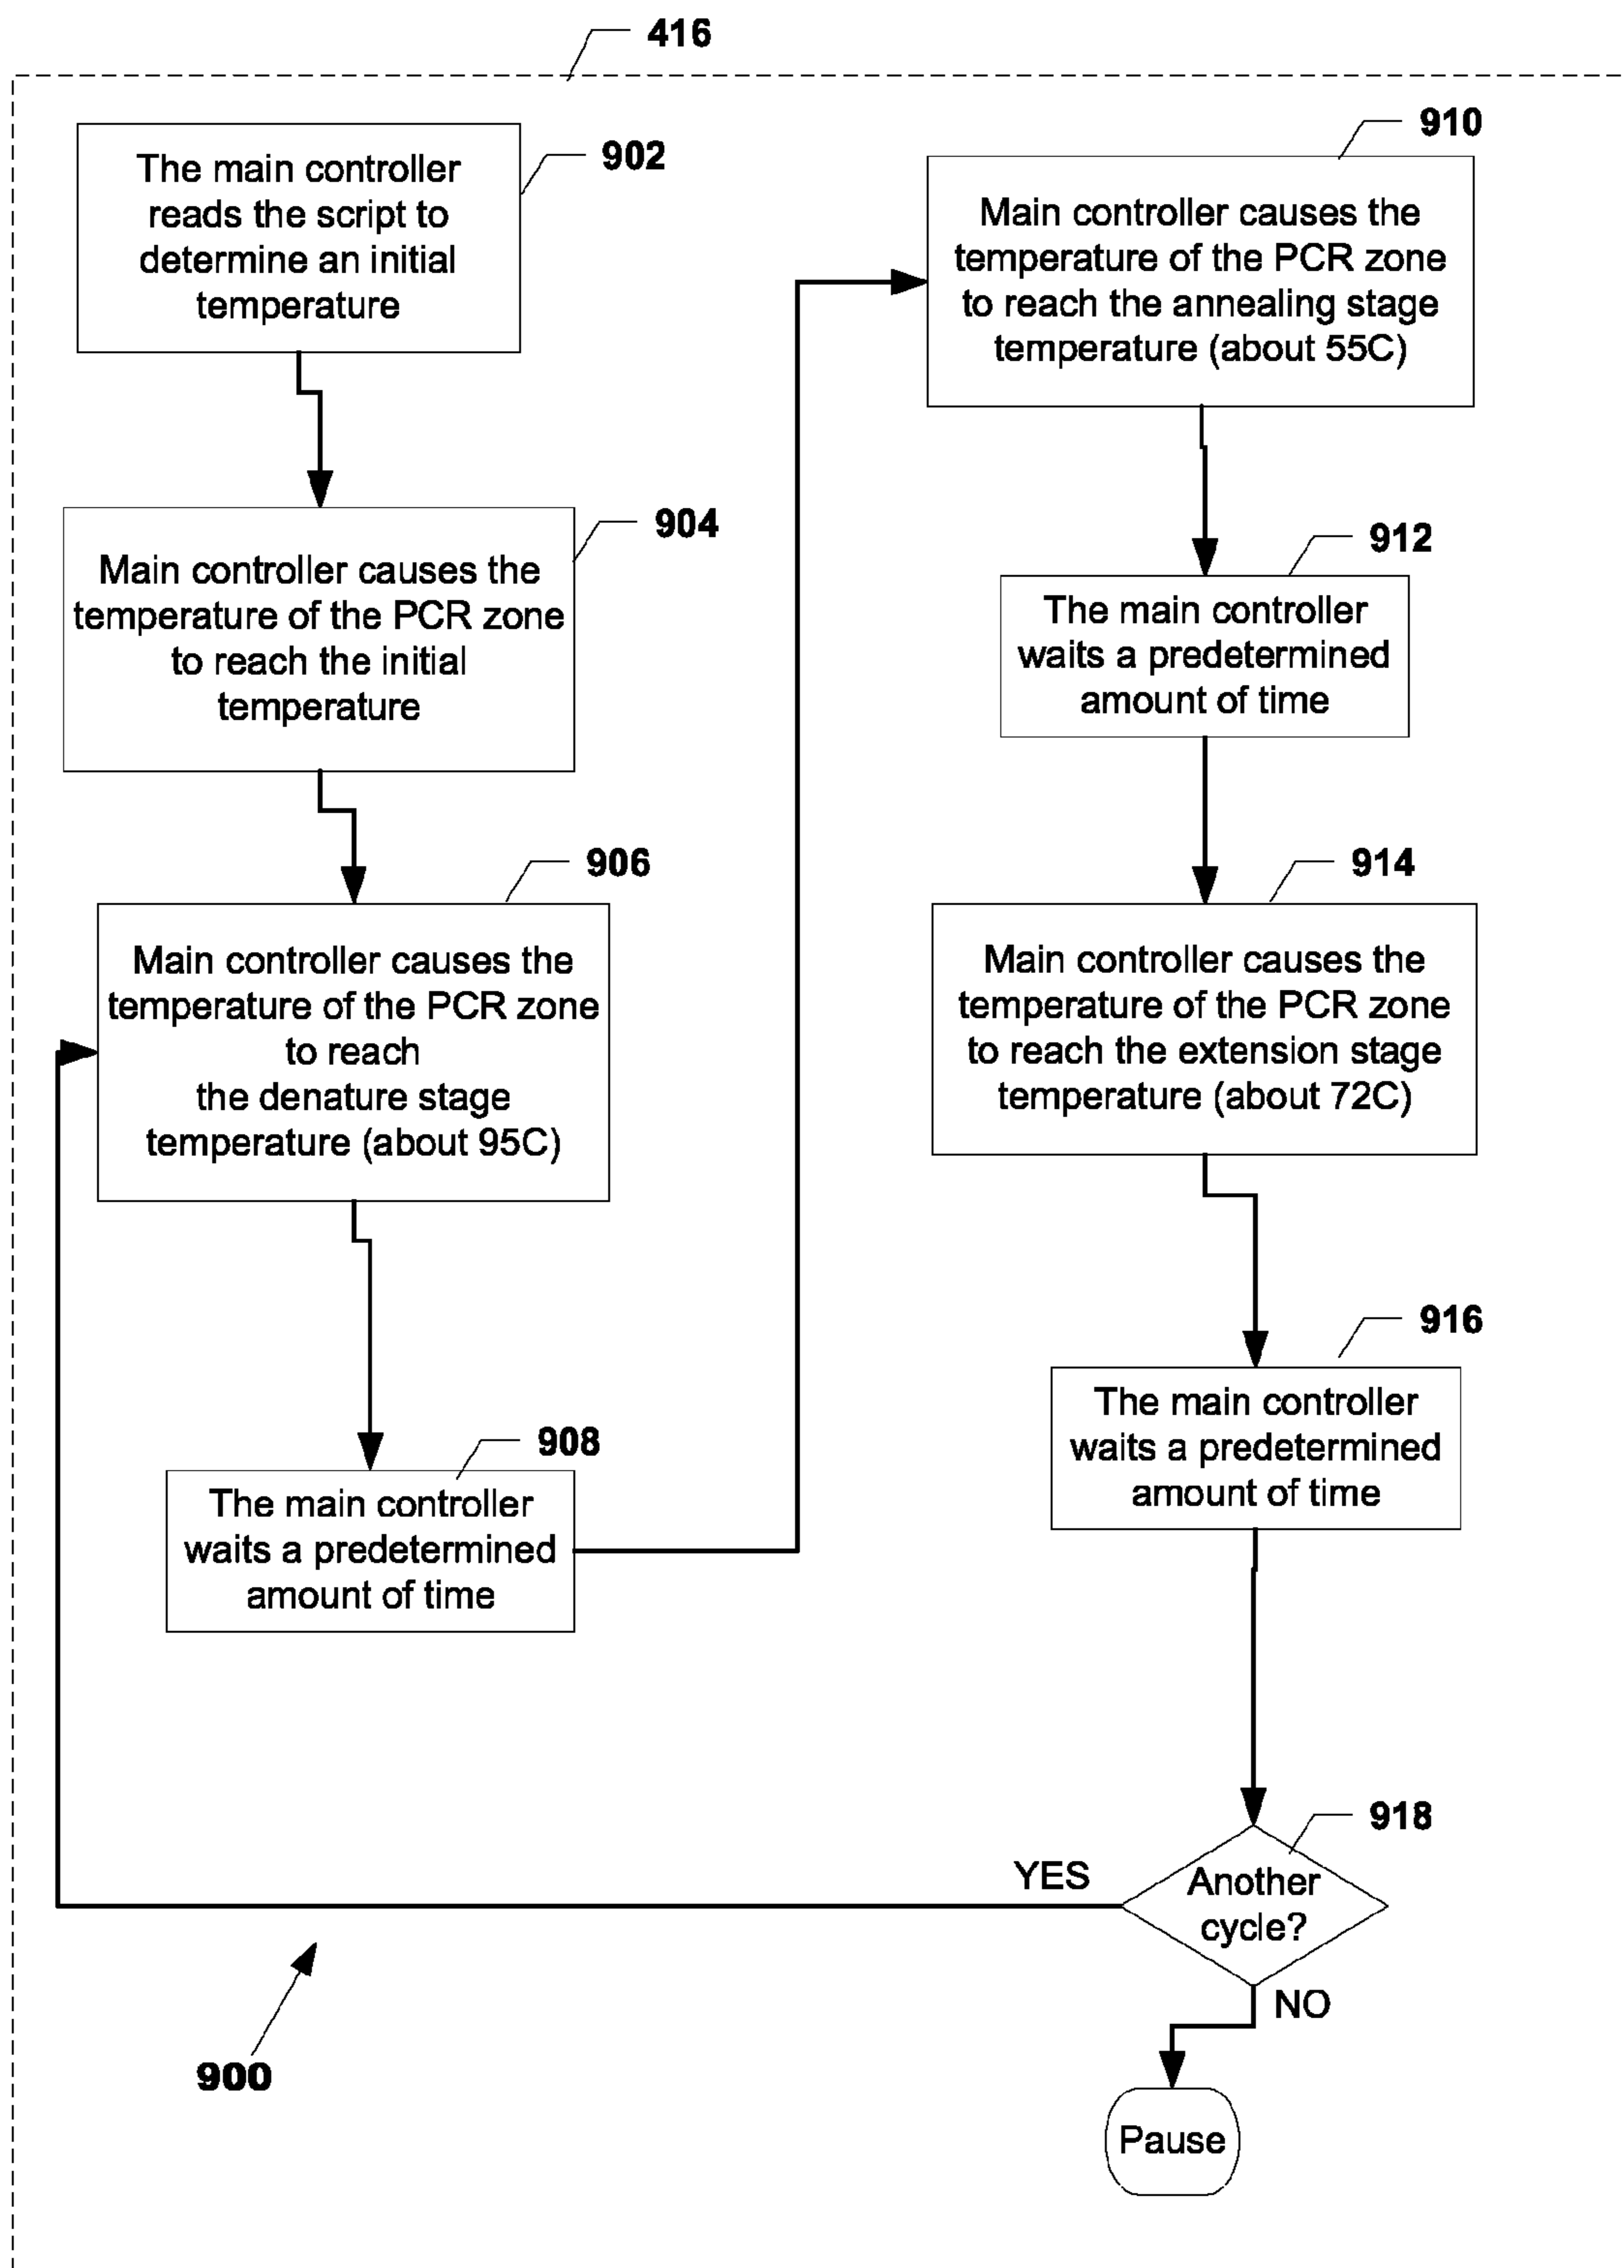 416
The main controller
reads the script to
determine an initial
temperature
902
Main controller causes the
temperature of the PCR zone
to reach the initial
temperature
904
Main controller causes the
temperature of the PCR zone
to reach
the denature stage
temperature (about 95C)
906
The main controller
waits a predetermined
amount of time
908
Main controller causes the
temperature of the PCR zone
to reach the annealing stage
temperature (about 55C)
910
The main controller
waits a predetermined
amount of time
912
Main controller causes the
temperature of the PCR zone
to reach the extension stage
temperature (about 72C)
914
The main controller
waits a predetermined
amount of time
916
Another
cycle?
918
YES
NO
Pause
900